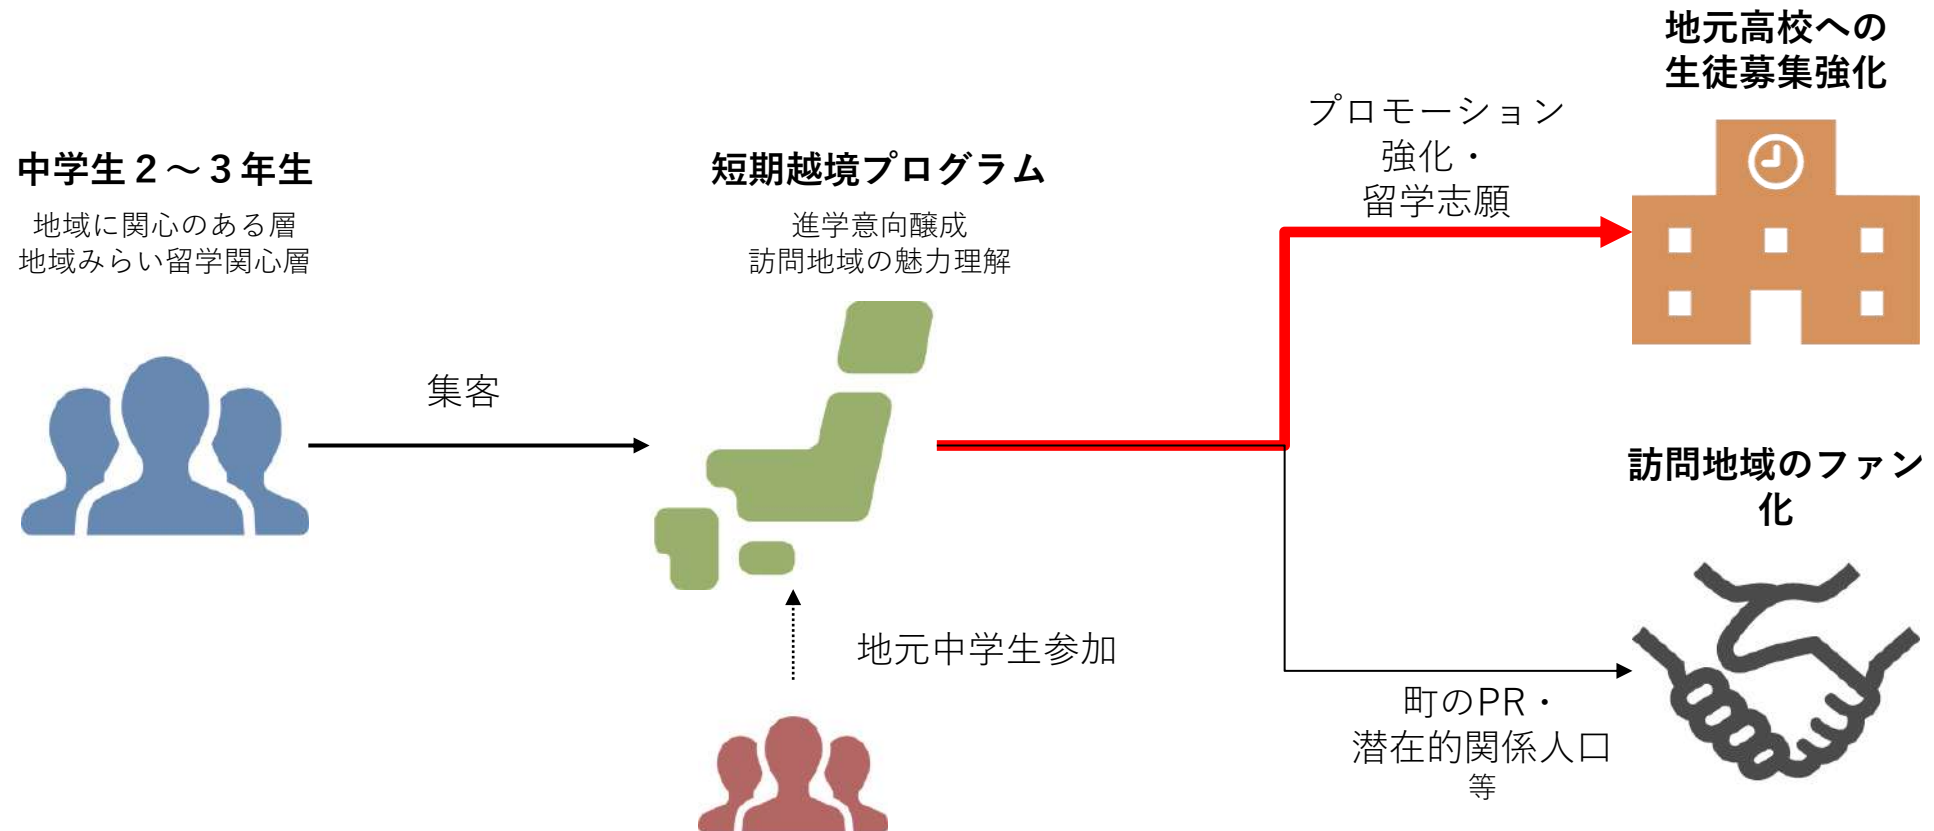 中学生２～３年生
地域に関心のある層
地域みらい留学関心層
集客
短期越境プログラム
進学意向醸成
訪問地域の魅力理解
地元中学生参加
プロモーション
強化・
留学志願
地元高校への
生徒募集強化
訪問地域のファン
化
町のPR・
潜在的関係人口
等